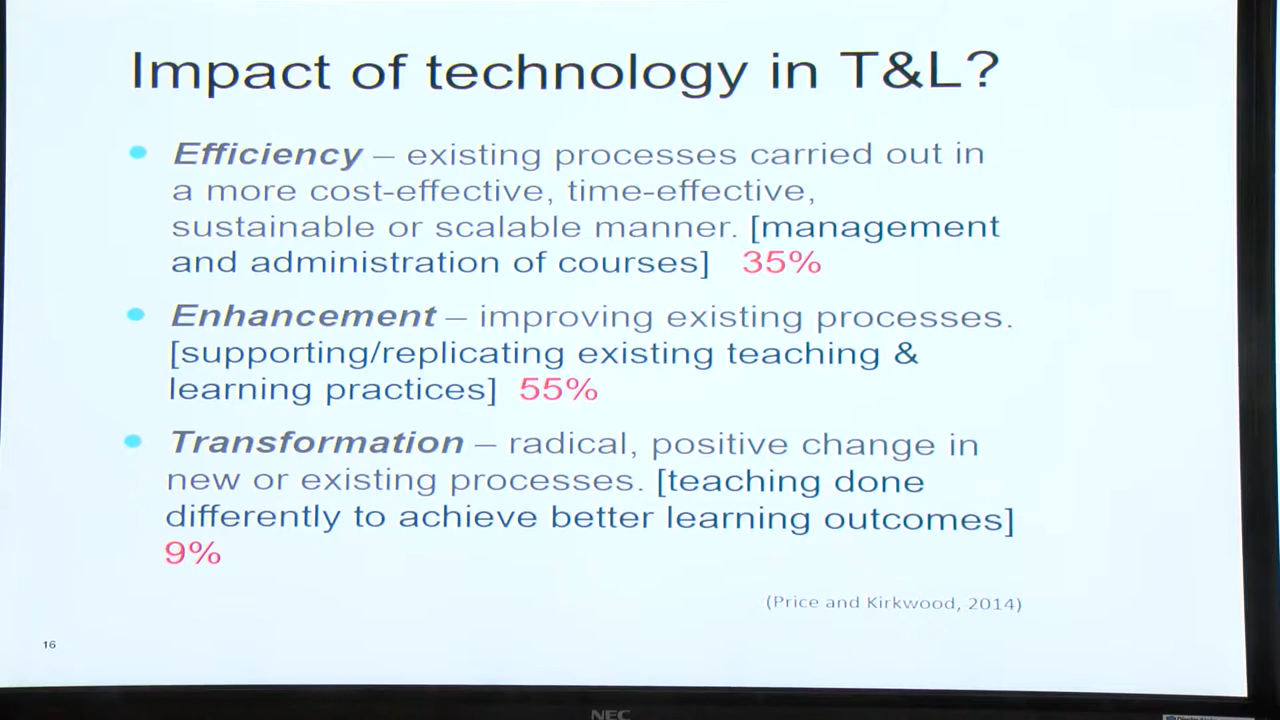 Impact of technology in T&L?
Efficiency – existing processes carried out in
a more cost-effective, time-effective,
sustainable or scalable manner. [management
and administration of courses] 35%
Enhancement – improving existing processes.
[supporting/replicating existing teaching &
learning practices] 55%
Transformation – radical, positive change in
new or existing processes. [teaching done
differently to achieve better learning outcomes]
9%
(Price and Kirkwood, 2014)
16
NEC